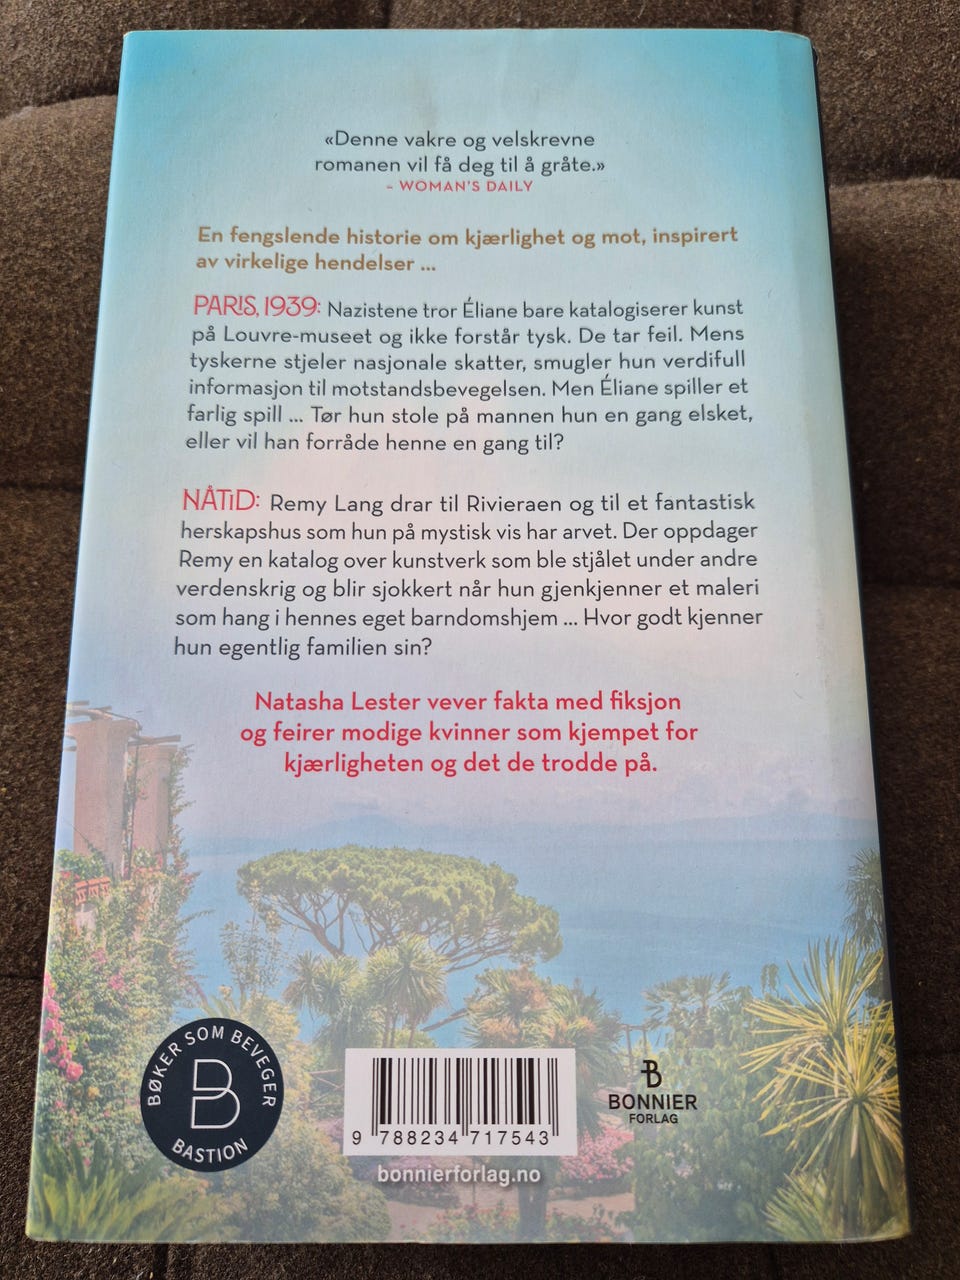 «Denne vakre og velskrevne
romanen vil få deg til å gråte.»
– WOMAN'S DAILY
En fengslende historie om kjærlighet og mot, inspirert
av virkelige hendelser ...
PARIS, 1939: Nazistene tror Éliane bare katalogiserer kunst
på Louvre-museet og ikke forstår tysk. De tar feil. Mens
tyskerne stjeler nasjonale skatter, smugler hun verdifull
informasjon til motstandsbevegelsen. Men Éliane spiller et
farlig spill ... Tør hun stole på mannen hun en gang elsket,
eller vil han forråde henne en gang til?
NÅTID: Remy Lang drar til Rivieraen og til et fantastisk
herskapshus som hun på mystisk vis har arvet. Der oppdager
Remy en katalog over kunstverk som ble stjålet under andre
verdenskrig og blir sjokkert når hun gjenkjenner et maleri
som hang i hennes eget barndomshjem ... Hvor godt kjenner
hun egentlig familien sin?
Natasha Lester vever fakta med fiksjon
og feirer modige kvinner som kjempet for
kjærligheten og det de trodde på.
BØKER SOM BEVEGER
B
BASTION
9 788234 717543
bonnierforlag.no
B
BONNIER
FORLAG